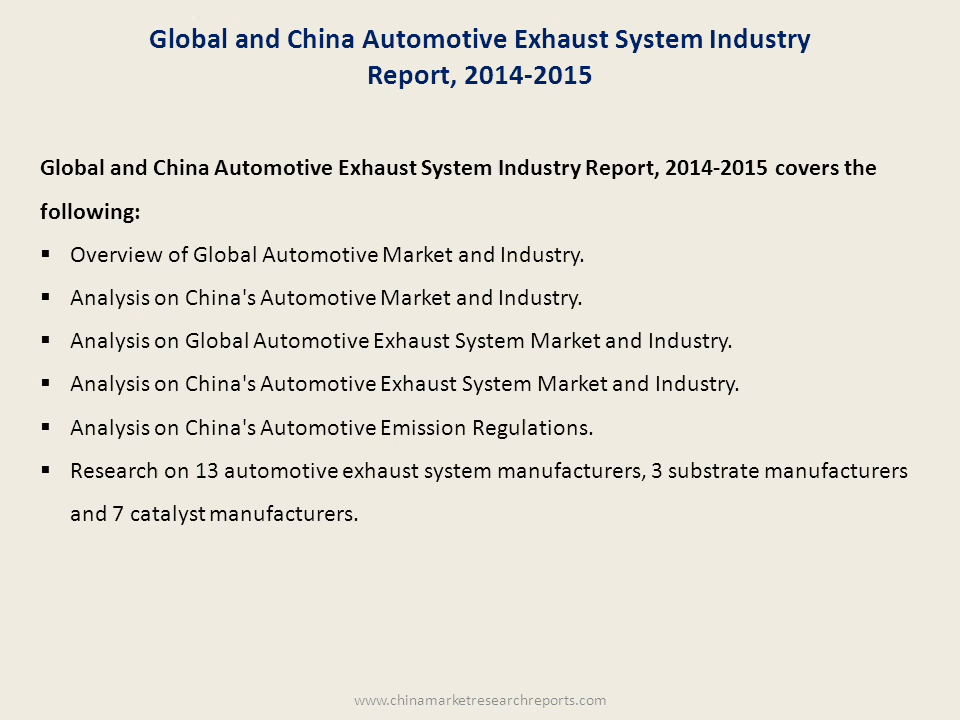 Global and China Automotive Exhaust System Industry
Report, 2014-2015
Global and China Automotive Exhaust System Industry Report, 2014-2015 covers the
following:
▪ Overview of Global Automotive Market and Industry.
▪ Analysis on China's Automotive Market and Industry.
▪ Analysis on Global Automotive Exhaust System Market and Industry.
▪ Analysis on China's Automotive Exhaust System Market and Industry.
▪ Analysis on China's Automotive Emission Regulations.
▪ Research on 13 automotive exhaust system manufacturers, 3 substrate manufacturers
and 7 catalyst manufacturers.
www.chinamarketresearchreports.com